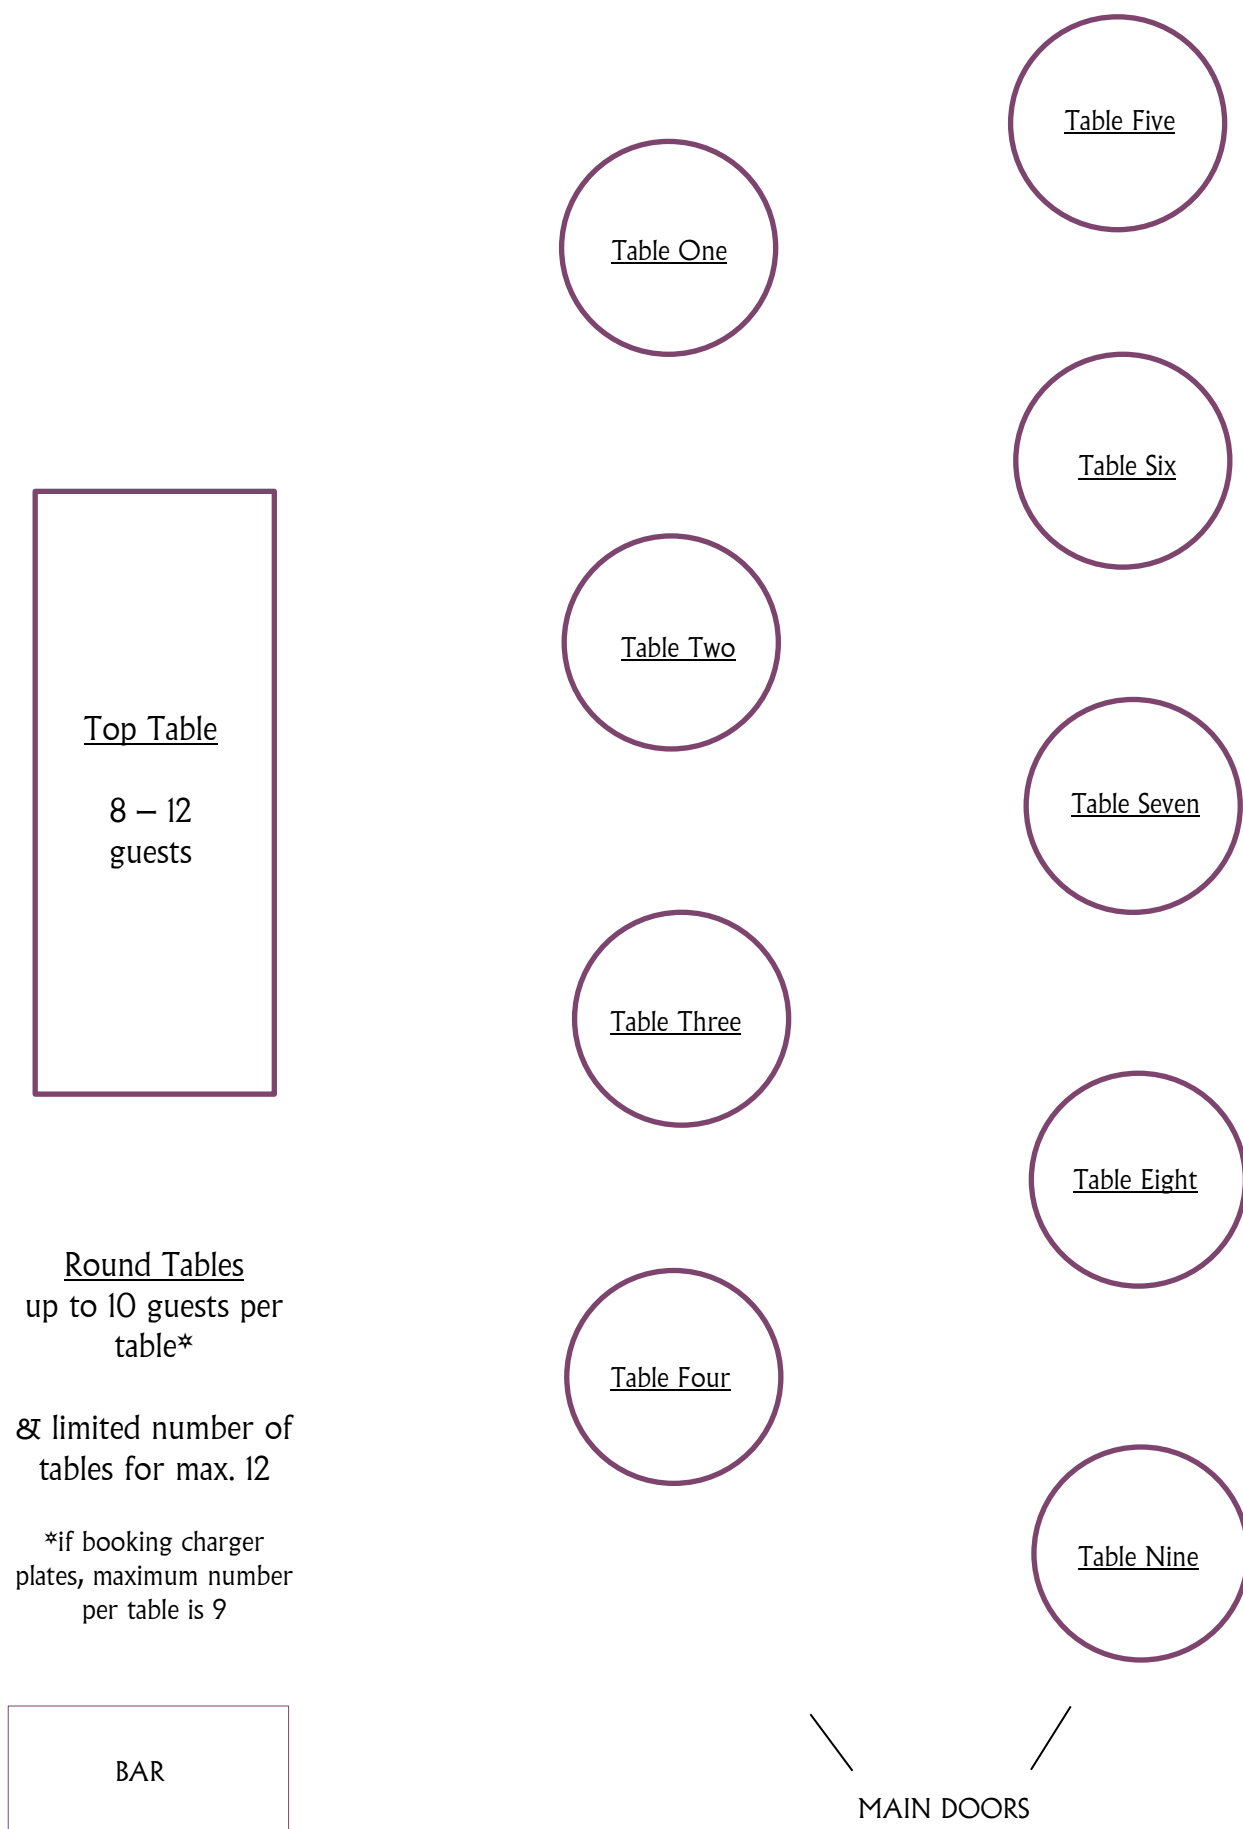 Table Five
Table One
Table Six
Table Two
Top Table
8 – 12
guests
Table Seven
Table Three
Table Eight
Round Tables
up to 10 guests per
table*
& limited number of
tables for max. 12
*if booking charger
plates, maximum number
per table is 9
Table Four
Table Nine
BAR
MAIN DOORS